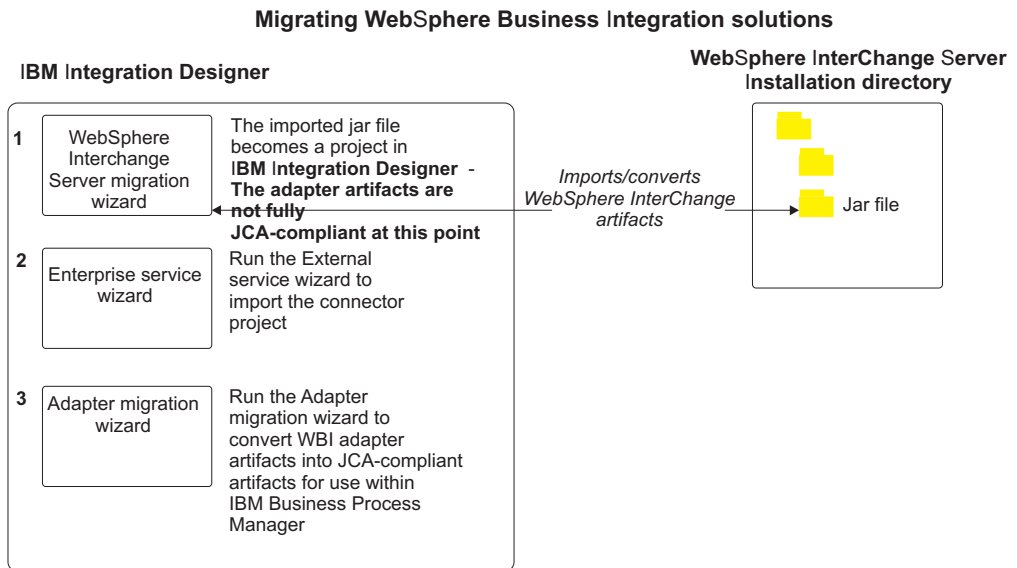 Migrating WebSphere Business Integration solutions
IBM Integration Designer
WebSphere InterChange Server
Installation directory
1
WebSphere
Interchange
Server migration
wizard
The imported jar file
becomes a project in
IBM Integration Designer -
The adapter artifacts are
not fully
JCA-compliant at this point
Imports/converts
WebSphere InterChange
artifacts
Jar file
2
Enterprise service
wizard
Run the External
service wizard to
import the connector
project
3
Adapter migration
wizard
Run the Adapter
migration wizard to
convert WBI adapter
artifacts into JCA-compliant
artifacts for use within
IBM Business Process
Manager